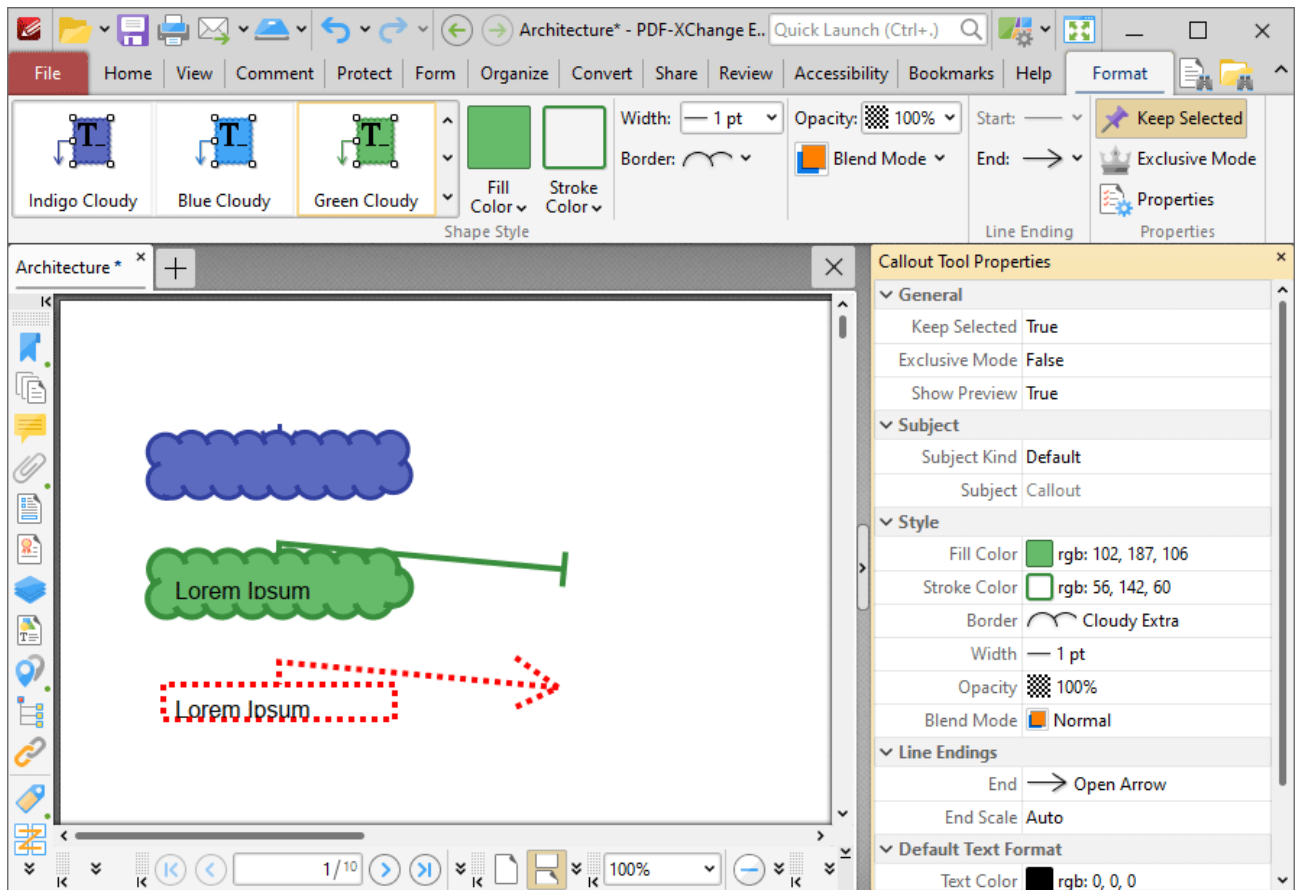 Architecture* - PDF-XChange E.. Quick Launch (Ctrl+.)
File Home View Comment Protect Form Organize Convert Share Review Accessibility Bookmarks Help Format
T T T Width: 1 pt Opacity: 100% Start: Keep Selected
Border: Blend Mode End: Exclusive Mode
Indigo Cloudy Blue Cloudy Green Cloudy Fill Color Stroke Color Properties
Shape Style Line Ending Properties
Architecture * Callout Tool Properties
General
Keep Selected True
Exclusive Mode False
Show Preview True
Subject
Subject Kind Default
Subject Callout
Style
Fill Color rgb: 102, 187, 106
Stroke Color rgb: 56, 142, 60
Border Cloudy Extra
Width 1 pt
Opacity 100%
Blend Mode Normal
Line Endings
End Open Arrow
End Scale Auto
Default Text Format
Text Color rgb: 0, 0, 0
Lorem Ipsum
Lorem Ipsum
1/10 100%